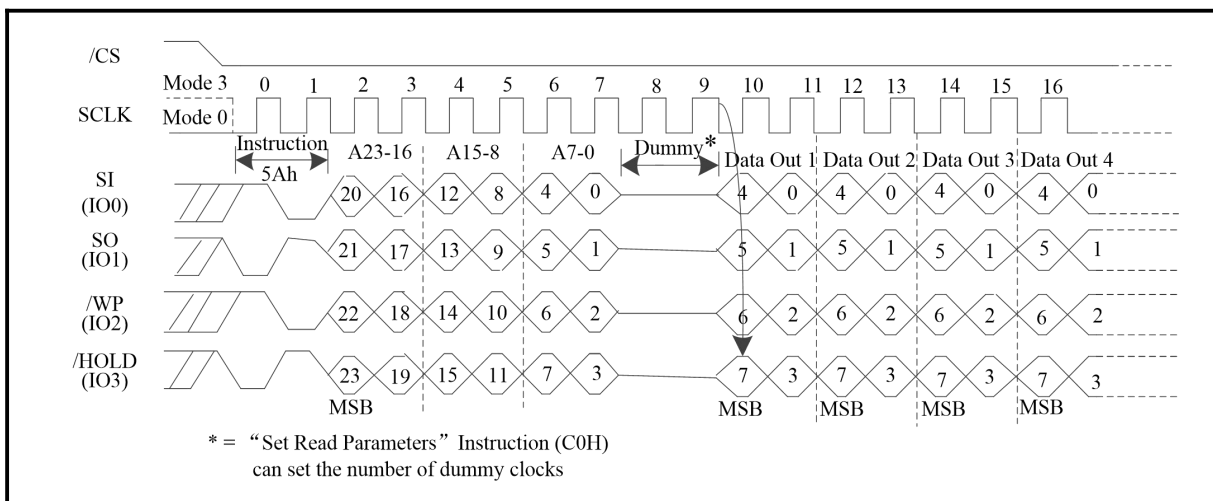 /CS
Mode 3 0 1 2 3 4 5 6 7 8 9 10 11 12 13 14 15 16
SCLK Mode 0
Instruction A23-16 A15-8 A7-0 Dummy* Data Out 1 Data Out 2 Data Out 3 Data Out 4
5Ah
SI
(IO0) 20 16 12 8 4 0 4 0 4 0 4 0 4 0
SO
(IO1) 21 17 13 9 5 1 5 1 5 1 5 1 5 1
/WP
(IO2) 22 18 14 10 6 2 6 2 6 2 6 2 6 2
/HOLD
(IO3) 23 19 15 11 7 3 7 3 7 3 7 3 7 3
MSB MSB MSB MSB MSB
* = “Set Read Parameters” Instruction (C0H)
can set the number of dummy clocks